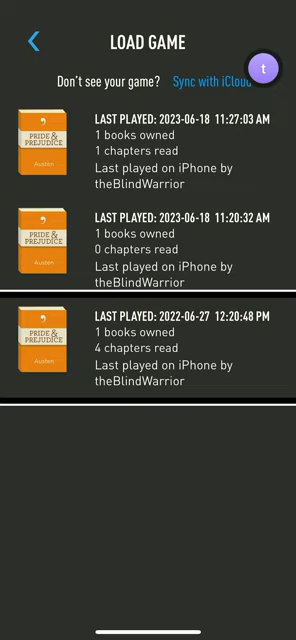 LOAD GAME
t
Don't see your game? Sync with iCloud
LAST PLAYED: 2023-06-18 11:27:03 AM
1 books owned
1 chapters read
Last played on iPhone by
theBlindWarrior
PRIDE &
PREJUDICE
Austen
LAST PLAYED: 2023-06-18 11:20:32 AM
1 books owned
0 chapters read
Last played on iPhone by
theBlindWarrior
PRIDE &
PREJUDICE
Austen
LAST PLAYED: 2022-06-27 12:20:48 PM
1 books owned
4 chapters read
Last played on iPhone by
theBlindWarrior
PRIDE &
PREJUDICE
Austen